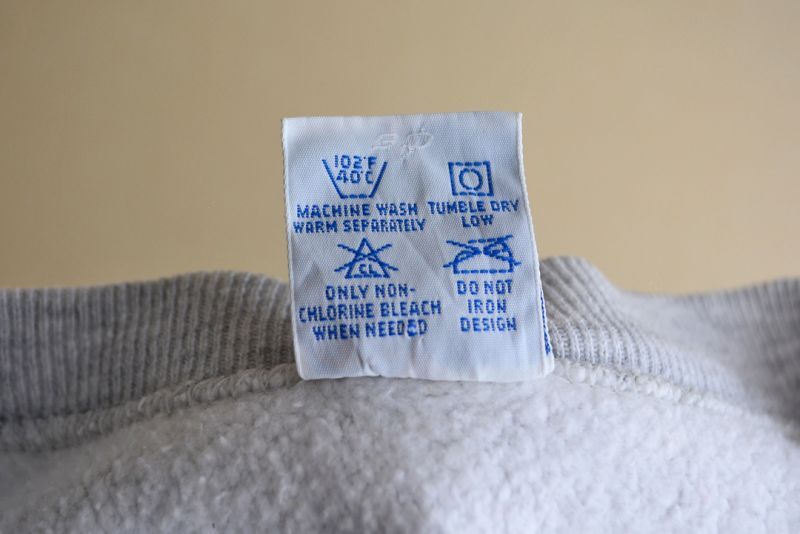 102°F
40°C
MACHINE WASH
WARM SEPARATELY
TUMBLE DRY
LOW
CL
ONLY NON-
CHLORINE BLEACH
WHEN NEEDED
DO NOT
IRON
DESIGN